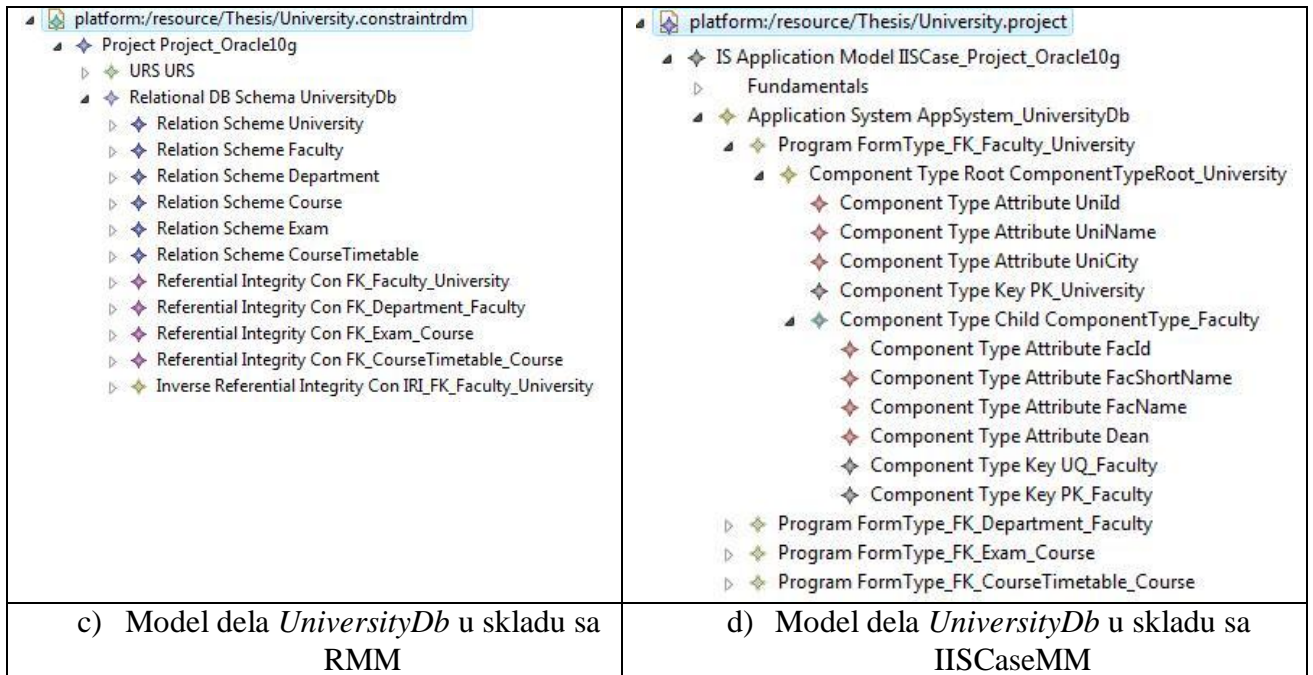 platform:/resource/Thesis/University.constraintrdm
Project Project_Oracle10g
URS URS
Relational DB Schema UniversityDb
Relation Scheme University
Relation Scheme Faculty
Relation Scheme Department
Relation Scheme Course
Relation Scheme Exam
Relation Scheme CourseTimetable
Referential Integrity Con FK_Faculty_University
Referential Integrity Con FK_Department_Faculty
Referential Integrity Con FK_Exam_Course
Referential Integrity Con FK_CourseTimetable_Course
Inverse Referential Integrity Con IRI_FK_Faculty_University
c) Model dela UniversityDb u skladu sa
RMM
platform:/resource/Thesis/University.project
IS Application Model IISCase_Project_Oracle10g
Fundamentals
Application System AppSystem_UniversityDb
Program FormType_FK_Faculty_University
Component Type Root ComponentTypeRoot_University
Component Type Attribute UniId
Component Type Attribute UniName
Component Type Attribute UniCity
Component Type Key PK_University
Component Type Child ComponentType_Faculty
Component Type Attribute FacId
Component Type Attribute FacShortName
Component Type Attribute FacName
Component Type Attribute Dean
Component Type Key UQ_Faculty
Component Type Key PK_Faculty
Program FormType_FK_Department_Faculty
Program FormType_FK_Exam_Course
Program FormType_FK_CourseTimetable_Course
d) Model dela UniversityDb u skladu sa
IISCaseMM